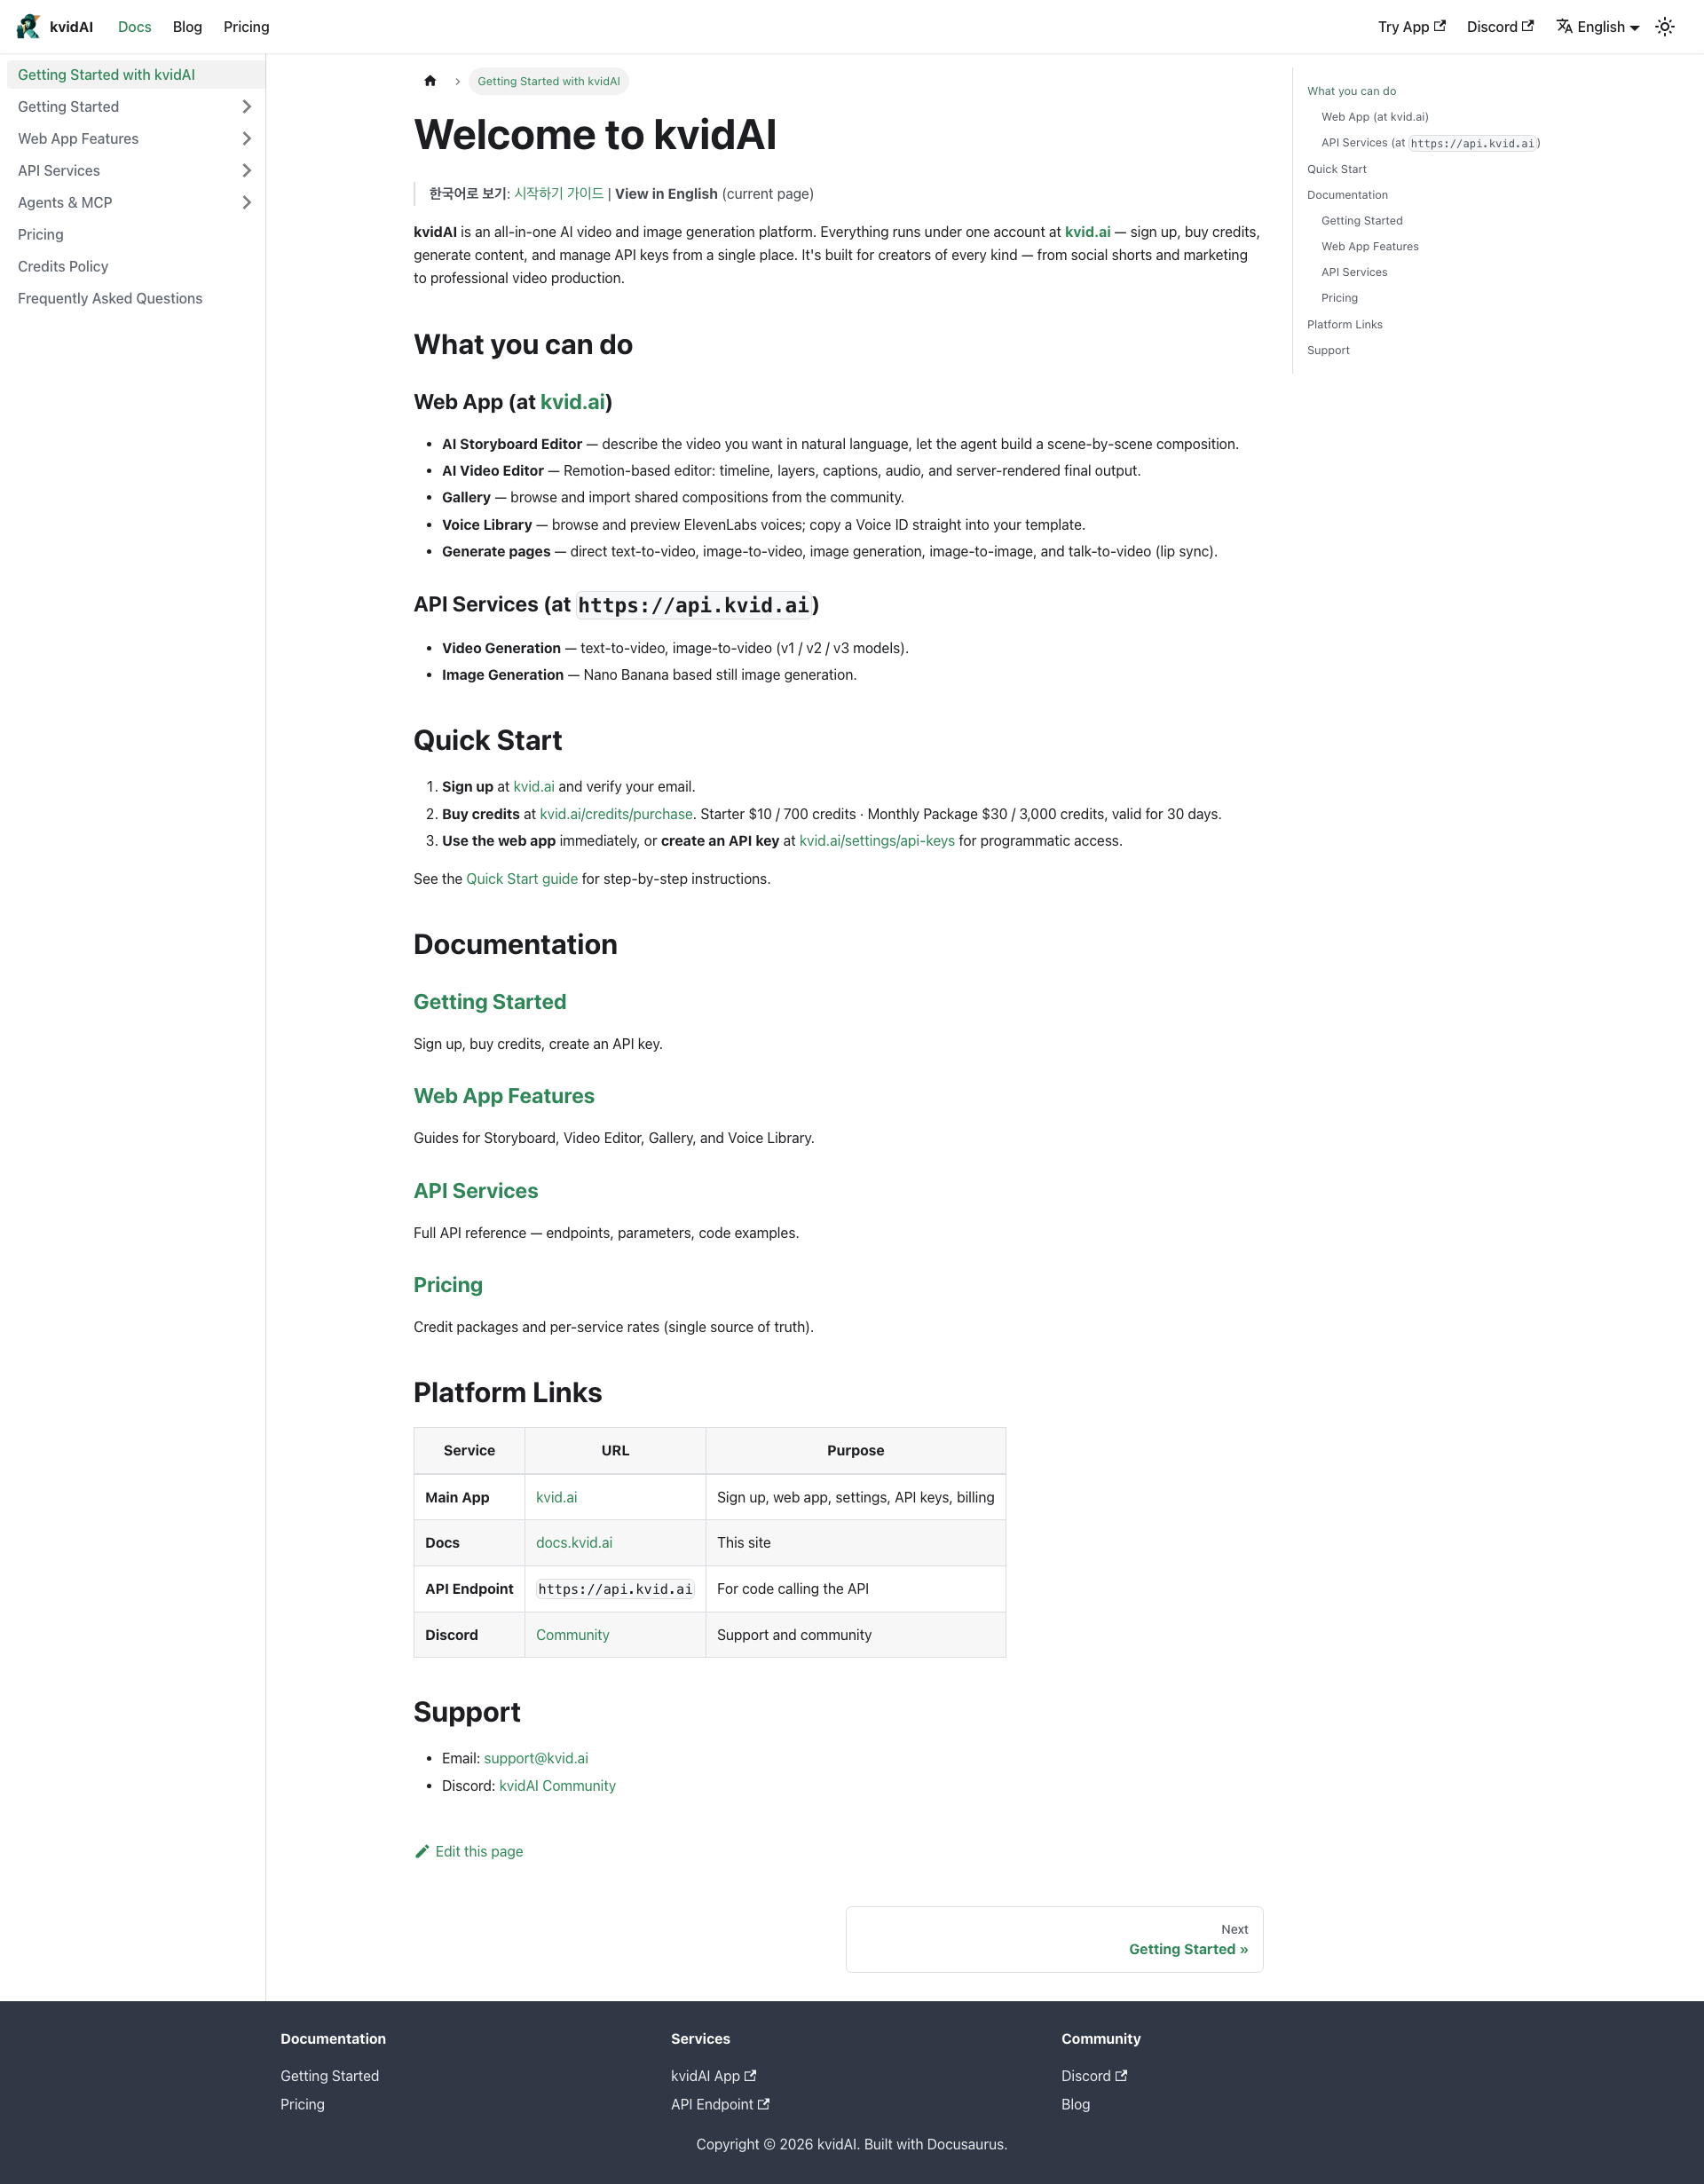 kvidAI Docs Blog Pricing Try App Discord English
Getting Started with kvidAI
Getting Started
Web App Features
API Services
Agents & MCP
Pricing
Credits Policy
Frequently Asked Questions
Getting Started with kvidAI
Welcome to kvidAI
한국어로 보기: 시작하기 가이드 | View in English (current page)
kvidAI is an all-in-one AI video and image generation platform. Everything runs under one account at kvid.ai — sign up, buy credits,
generate content, and manage API keys from a single place. It's built for creators of every kind — from social shorts and marketing
to professional video production.
What you can do
Web App (at kvid.ai)
• AI Storyboard Editor — describe the video you want in natural language, let the agent build a scene-by-scene composition.
• AI Video Editor — Remotion-based editor: timeline, layers, captions, audio, and server-rendered final output.
• Gallery — browse and import shared compositions from the community.
• Voice Library — browse and preview ElevenLabs voices; copy a Voice ID straight into your template.
• Generate pages — direct text-to-video, image-to-video, image generation, image-to-image, and talk-to-video (lip sync).
API Services (at https://api.kvid.ai)
• Video Generation — text-to-video, image-to-video (v1 / v2 / v3 models).
• Image Generation — Nano Banana based still image generation.
Quick Start
1. Sign up at kvid.ai and verify your email.
2. Buy credits at kvid.ai/credits/purchase. Starter $10 / 700 credits · Monthly Package $30 / 3,000 credits, valid for 30 days.
3. Use the web app immediately, or create an API key at kvid.ai/settings/api-keys for programmatic access.
See the Quick Start guide for step-by-step instructions.
Documentation
Getting Started
Sign up, buy credits, create an API key.
Web App Features
Guides for Storyboard, Video Editor, Gallery, and Voice Library.
API Services
Full API reference — endpoints, parameters, code examples.
Pricing
Credit packages and per-service rates (single source of truth).
Platform Links
Service URL Purpose
Main App kvid.ai Sign up, web app, settings, API keys, billing
Docs docs.kvid.ai This site
API Endpoint https://api.kvid.ai For code calling the API
Discord Community Support and community
Support
• Email: support@kvid.ai
• Discord: kvidAI Community
Edit this page
Next
Getting Started »
What you can do
Web App (at kvid.ai)
API Services (at https://api.kvid.ai)
Quick Start
Documentation
Getting Started
Web App Features
API Services
Pricing
Platform Links
Support
Documentation
Getting Started
Pricing
Services
kvidAI App
API Endpoint
Community
Discord
Blog
Copyright © 2026 kvidAI. Built with Docusaurus.